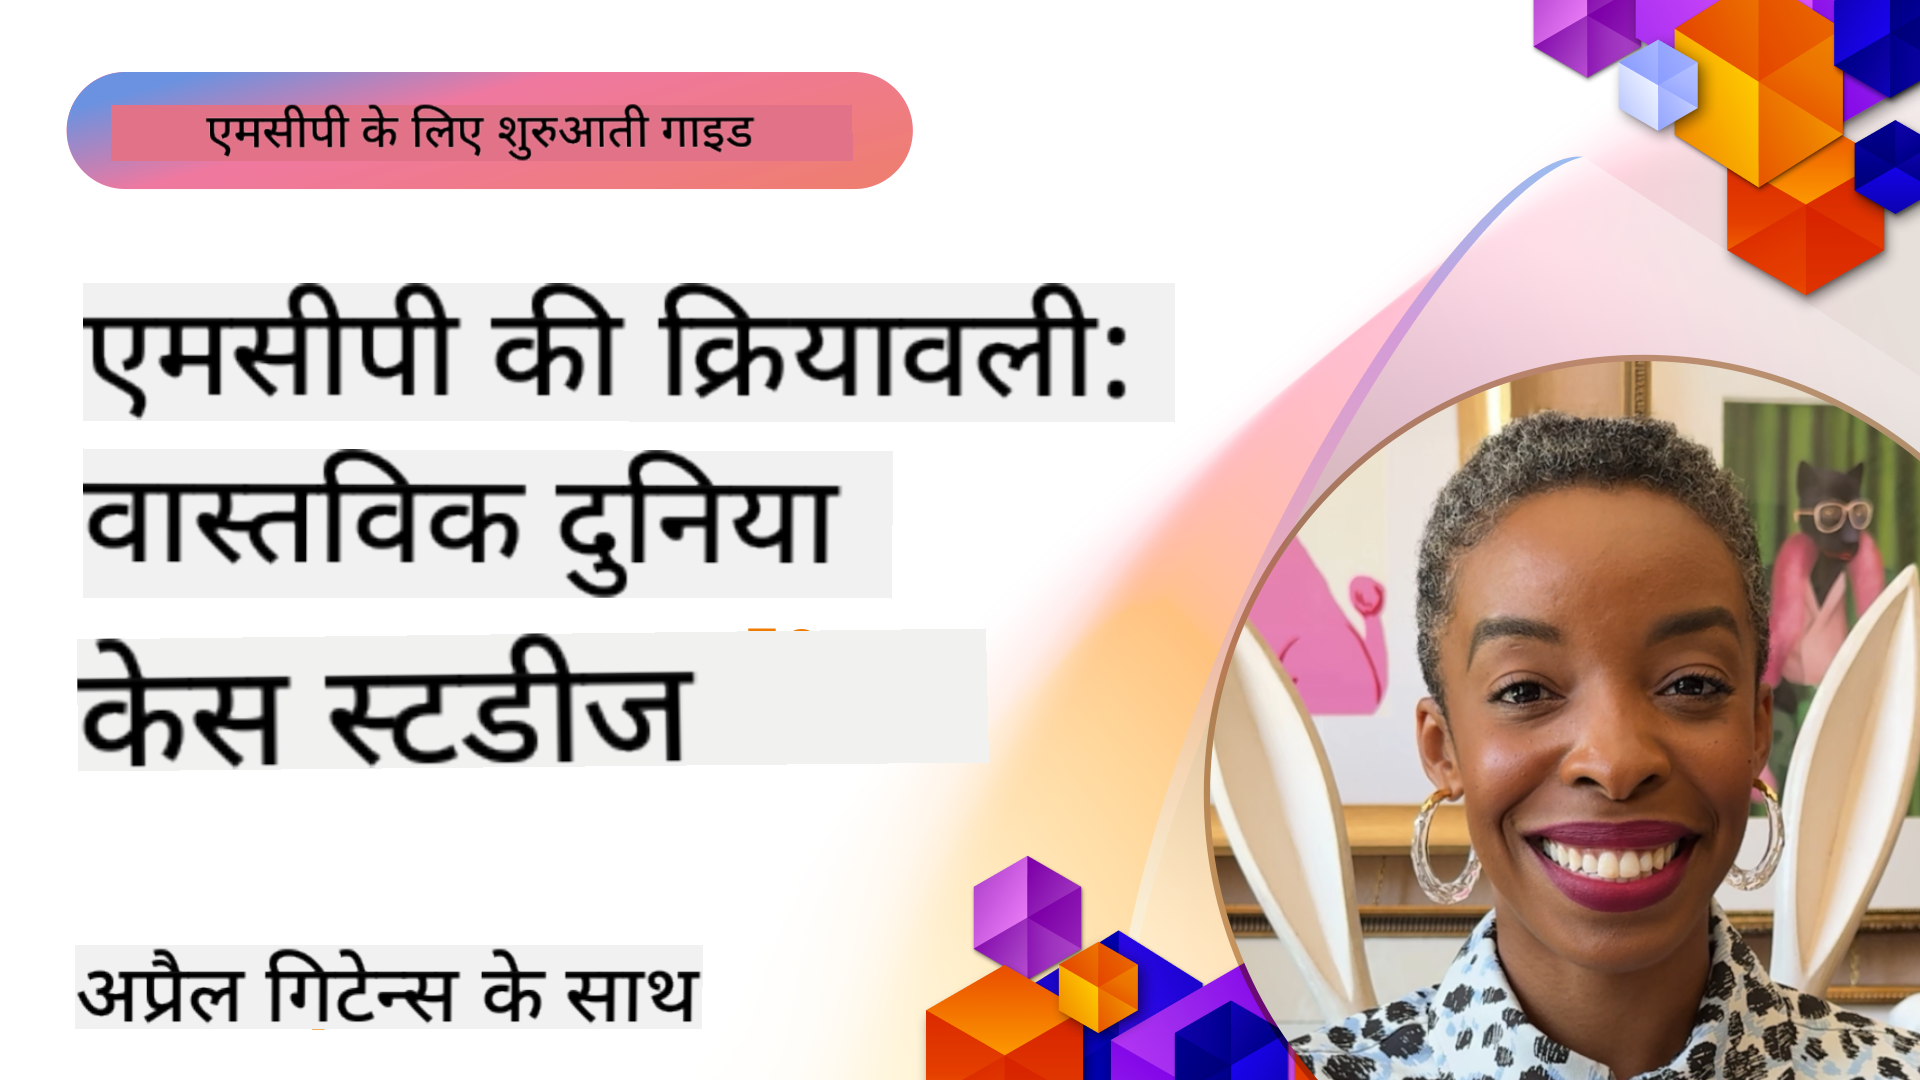 एमसीपी के लिए शुरुआती गाइड
एमसीपी की क्रियावली:
वास्तविक दुनिया
केस स्टडीज
अप्रैल गिटेन्स के साथ